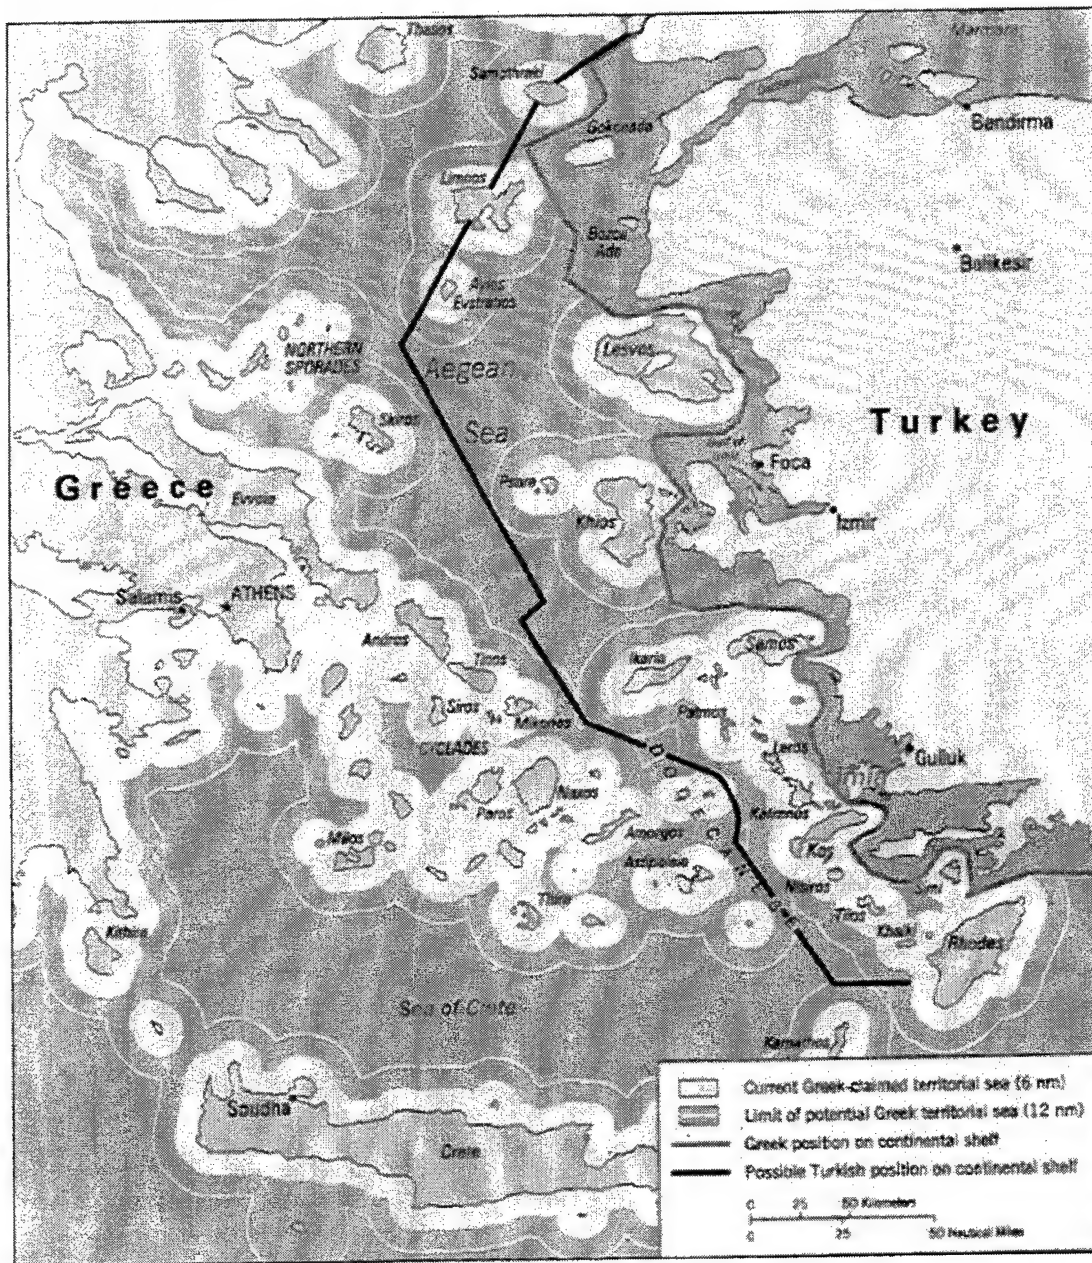 Thasos
Marmara
Samothraki
Bandirma
Gokceada
Limnos
Bozca
Ada
Balikesir
Ayios
Evstratios
NORTHERN
SPORADES
Lesvos
Aegean
Sea
Skiros
Turkey
Psara
Foca
Greece
Evvoia
Khios
Izmir
Salamis
ATHENS
Andros
Samos
Tinos
Ikaria
Siros
Mikonos
Patmos
CYCLADES
Leros
Gulluk
Naxos
Paros
Kalimnos
Milos
Amorgos
Kos
Astipalaia
Nisiros
Simi
Thira
Tilos
Khalki
Kithira
Rhodes
Sea of Crete
Karpathos
Soudha
Crete
Current Greek-claimed territorial sea (6 nm)
Limit of potential Greek territorial sea (12 nm)
Greek position on continental shelf
Possible Turkish position on continental shelf
0 25 50 Kilometers
0 25 50 Nautical Miles